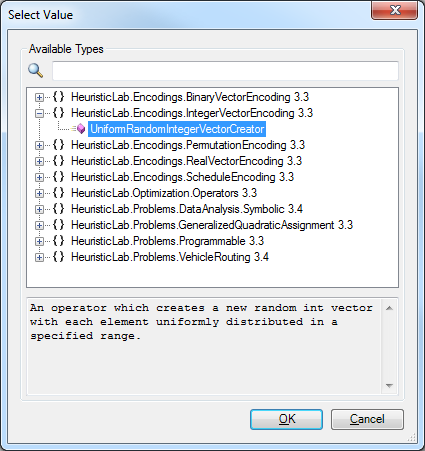 Select Value
Available Types
{} HeuristicLab.Encodings.BinaryVectorEncoding 3.3
{} HeuristicLab.Encodings.IntegerVectorEncoding 3.3
UniformRandomIntegerVectorCreator
{} HeuristicLab.Encodings.PermutationEncoding 3.3
{} HeuristicLab.Encodings.RealVectorEncoding 3.3
{} HeuristicLab.Encodings.ScheduleEncoding 3.3
{} HeuristicLab.Optimization.Operators 3.3
{} HeuristicLab.Problems.DataAnalysis.Symbolic 3.4
{} HeuristicLab.Problems.GeneralizedQuadraticAssignment 3.3
{} HeuristicLab.Problems.Programmable 3.3
{} HeuristicLab.Problems.VehicleRouting 3.4
An operator which creates a new random int vector
with each element uniformly distributed in a
specified range.
OK Cancel